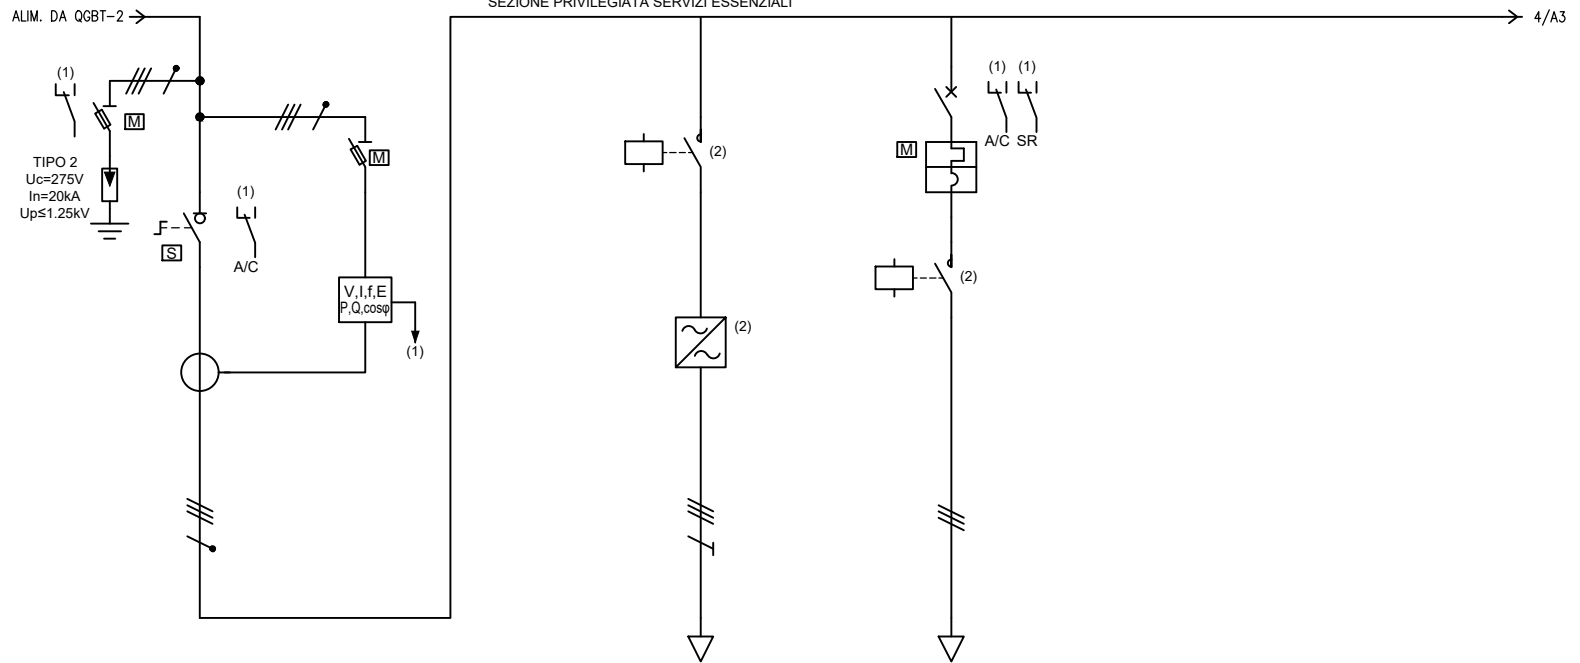 SEZIONE PRIVILEGIATA SERVIZI ESSENZIALI
ALIM. DA QGBT-2
4/A3
(1)
M
TIPO 2
Uc=275V
In=20kA
Up≤1.25kV
M
(1)
S
A/C
V,I,f,E
P,Q,cosφ
(1)
(2)
(2)
(1) (1)
A/C SR
M
(2)